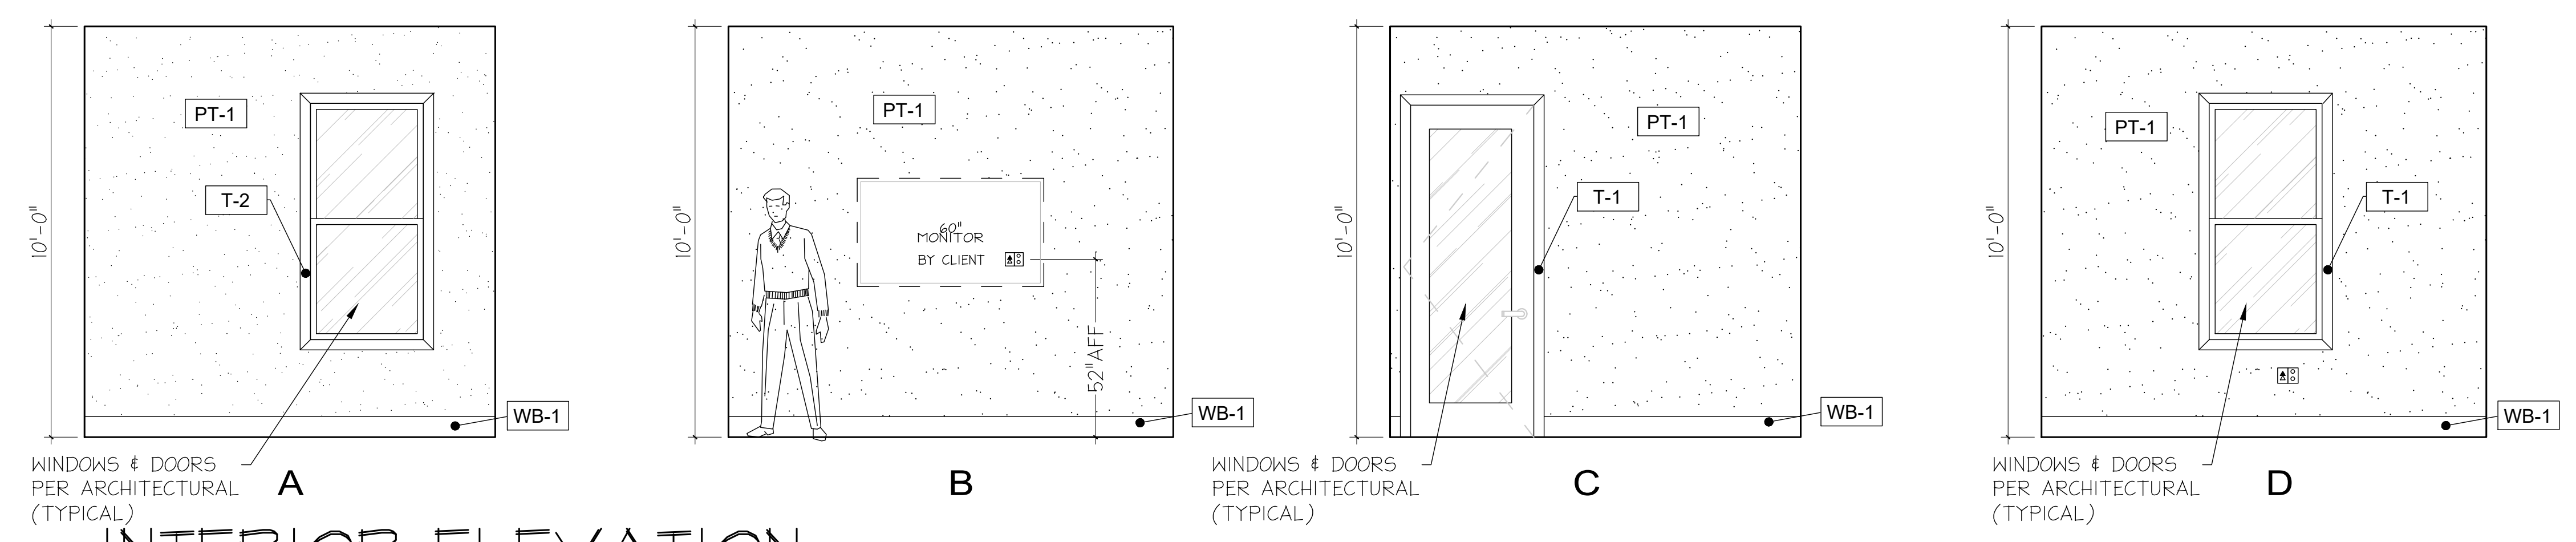 10'-0"
PT-1
T-2
WB-1
WINDOWS & DOORS
PER ARCHITECTURAL
(TYPICAL)
A
10'-0"
PT-1
60"
MONITOR
BY CLIENT
52"AFF
WB-1
B
10'-0"
PT-1
T-1
WB-1
WINDOWS & DOORS
PER ARCHITECTURAL
(TYPICAL)
C
10'-0"
PT-1
T-1
WB-1
WINDOWS & DOORS
PER ARCHITECTURAL
(TYPICAL)
D
INTERIOR ELEVATION